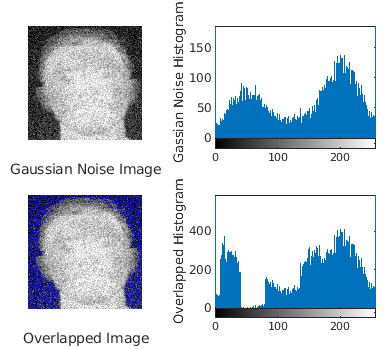 Gassian Noise Histogram
150
100
50
0
0 100 200
Gaussian Noise Image
Overlapped Histogram
400
200
0
0 100 200
Overlapped Image